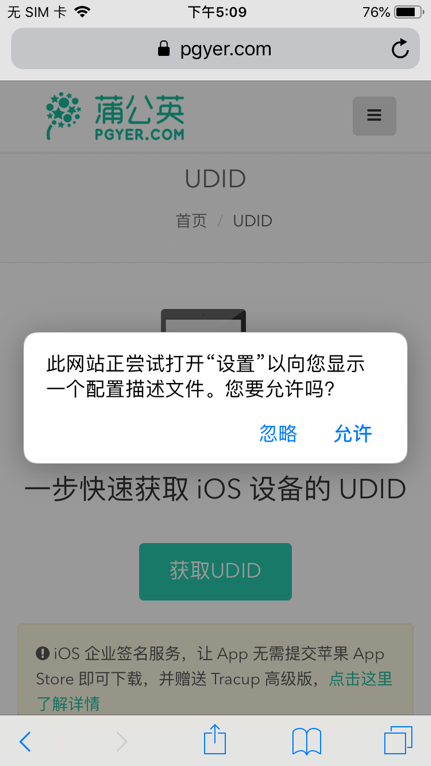 无 SIM 卡 下午5:09 76%
pgyer.com
蒲公英
PGYER.COM
UDID
首页 / UDID
此网站正尝试打开“设置”以向您显示
一个配置描述文件。您要允许吗?
忽略 允许
一步快速获取 iOS 设备的 UDID
获取UDID
iOS 企业签名服务，让 App 无需提交苹果 App
Store 即可下载，并赠送 Tracup 高级版，点击这里
了解详情